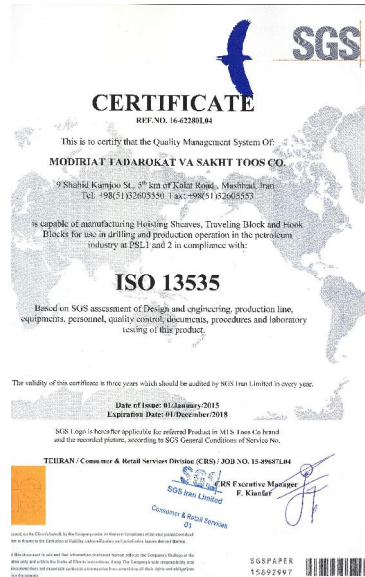 SGS
CERTIFICATE
REF.NO. 16-62280L04
This is to certify that the Quality Management System Of:
MODIRIAT TADAROKAT VA SAKHT TOOS CO.
9 Shahid Kamjoo St., 5th km of Kalat Road, Mashhad, Iran
Tel: +98(51)32605550 Fax: +98(51)32605553
is capable of manufacturing Hoisting Sheaves, Traveling Block and Hook
Blocks for use in drilling and production operation in the petroleum
industry at PSL1 and 2 in compliance with:
ISO 13535
Based on SGS assessment of Design and engineering, production line,
equipments, personnel, quality control, documents, procedures and laboratory
testing of this product.
The validity of this certificate is three years which should be audited by SGS Iran Limited in every year.
Date of Issue: 01/January/2015
Expiration Date: 01/December/2018
SGS Logo is hereafter applicable for referred Product in MTS Toos Co brand
and the recorded picture, according to SGS General Conditions of Service No.
TEHRAN / Consumer & Retail Services Division (CRS) / JOB NO. 15-89687L04
SGS
SGS Iran Limited
Consumer & Retail Services
01
CRS Executive Manager
F. Kianfar
SGSPAPER
15892997